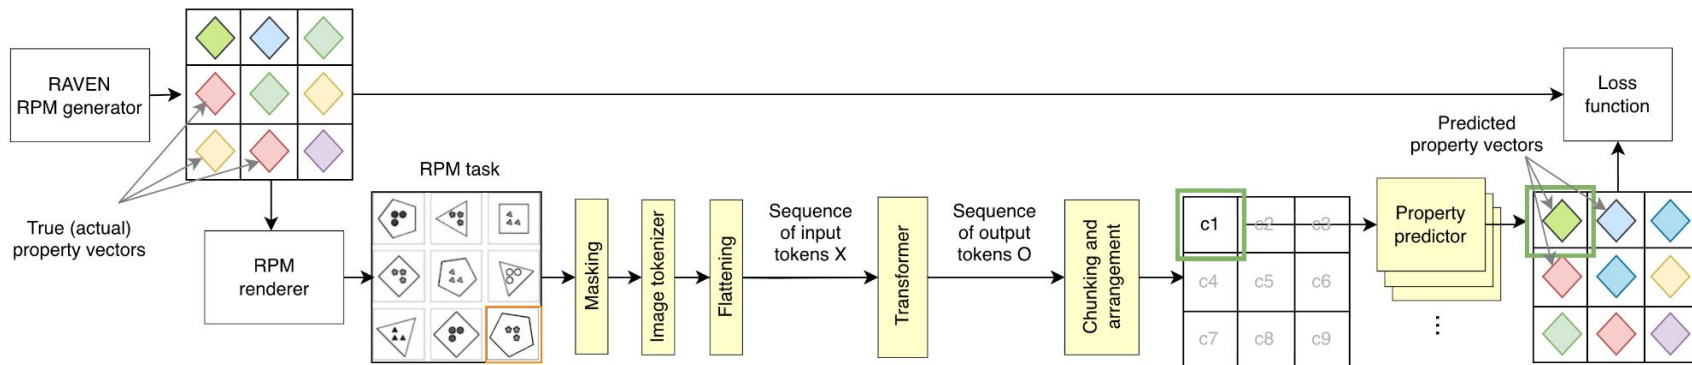 RAVEN
RPM generator
True (actual)
property vectors
RPM
renderer
RPM task
Masking
Image tokenizer
Flattening
Sequence
of input
tokens X
Transformer
Sequence
of output
tokens O
Chunking and
arrangement
c1
c2
c3
c4
c5
c6
c7
c8
c9
Property
predictor
...
Predicted
property vectors
Loss
function